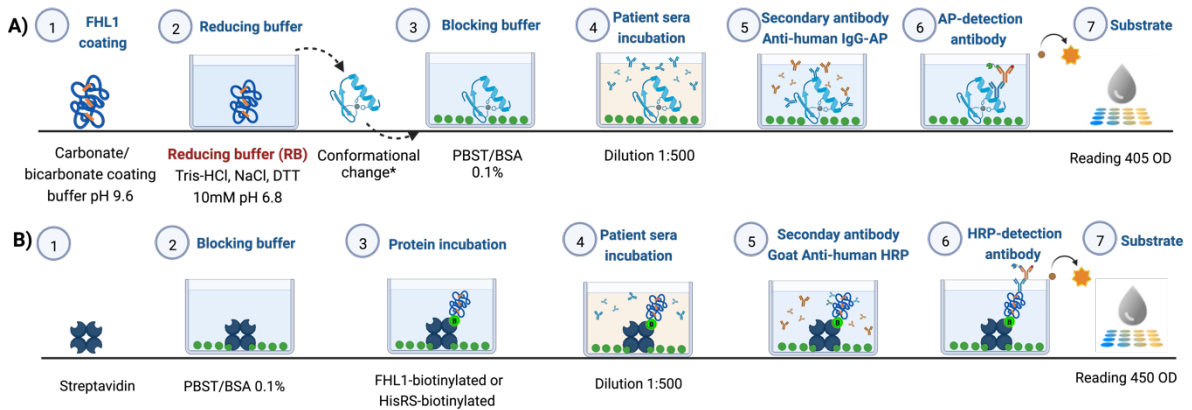 A)
1
FHL1
coating
2
Reducing buffer
3
Blocking buffer
4
Patient sera
incubation
5
Secondary antibody
Anti-human IgG-AP
6
AP-detection
antibody
7
Substrate
Carbonate/
bicarbonate coating
buffer pH 9.6
Reducing buffer (RB)
Tris-HCl, NaCl, DTT
10mM pH 6.8
Conformational
change*
PBST/BSA
0.1%
Dilution 1:500
Reading 405 OD
B)
1
2
Blocking buffer
3
Protein incubation
4
Patient sera
incubation
5
Seconday antibody
Goat Anti-human HRP
6
HRP-detection
antibody
7
Substrate
B
B
B
B
Streptavidin
PBST/BSA 0.1%
FHL1-biotinylated or
HisRS-biotinylated
Dilution 1:500
Reading 450 OD